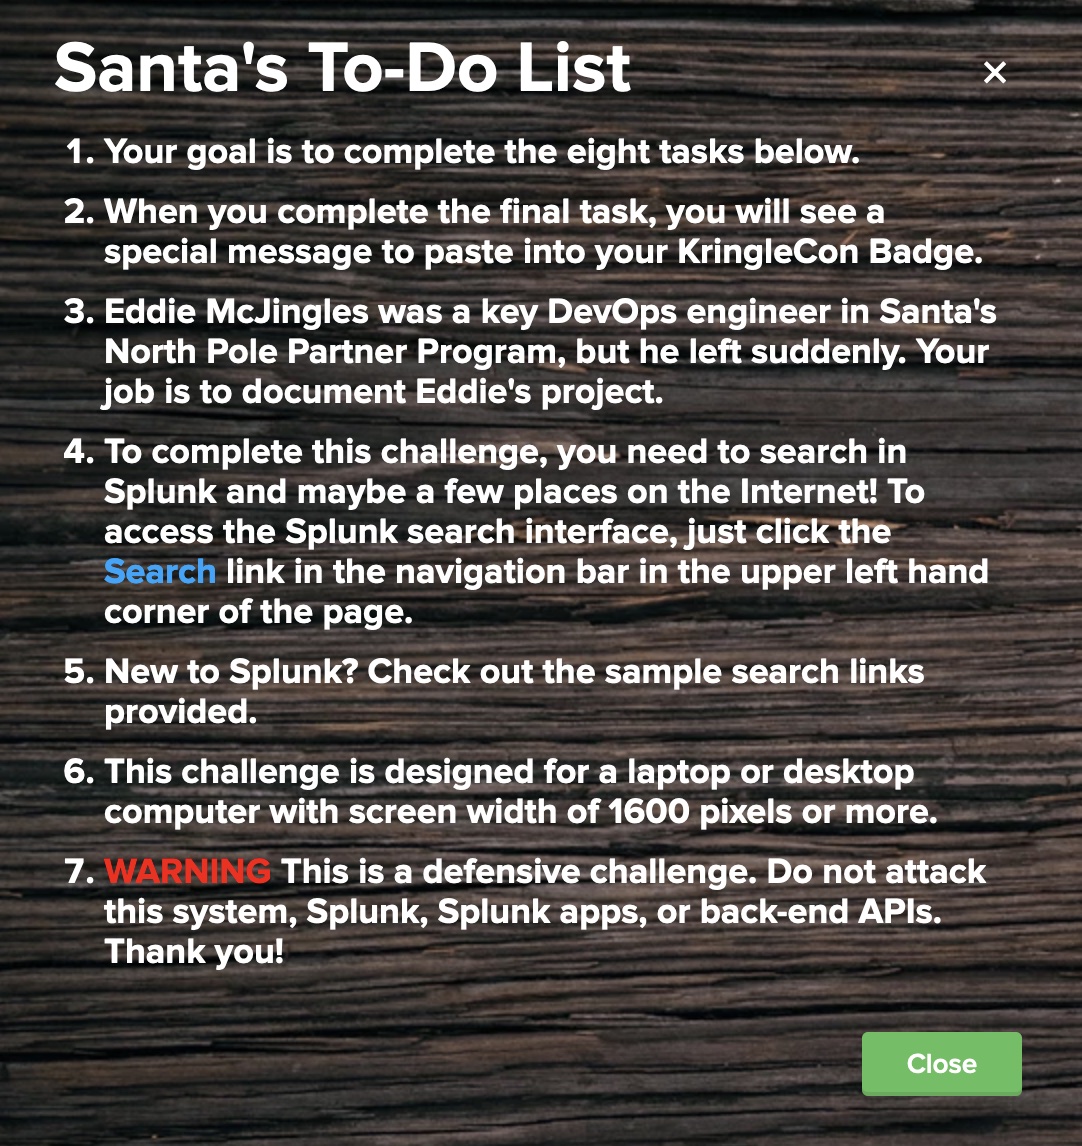 Santa's To-Do List
×
1. Your goal is to complete the eight tasks below.
2. When you complete the final task, you will see a
special message to paste into your KringleCon Badge.
3. Eddie McJingles was a key DevOps engineer in Santa's
North Pole Partner Program, but he left suddenly. Your
job is to document Eddie's project.
4. To complete this challenge, you need to search in
Splunk and maybe a few places on the Internet! To
access the Splunk search interface, just click the
Search link in the navigation bar in the upper left hand
corner of the page.
5. New to Splunk? Check out the sample search links
provided.
6. This challenge is designed for a laptop or desktop
computer with screen width of 1600 pixels or more.
7. WARNING This is a defensive challenge. Do not attack
this system, Splunk, Splunk apps, or back-end APIs.
Thank you!
Close